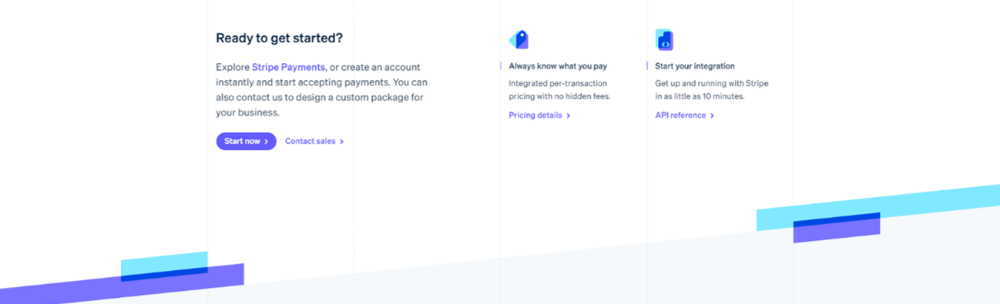 Ready to get started?
Explore Stripe Payments, or create an account
instantly and start accepting payments. You can
also contact us to design a custom package for
your business.
Start now >
Contact sales >
Always know what you pay
Integrated per-transaction
pricing with no hidden fees.
Pricing details >
Start your integration
Get up and running with Stripe
in as little as 10 minutes.
API reference >